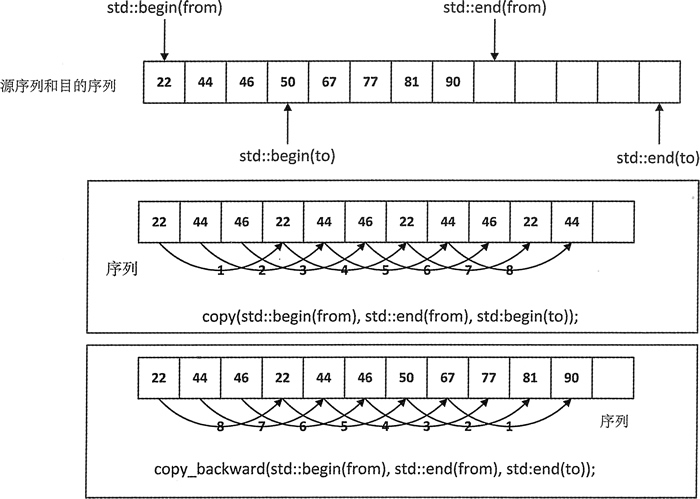 std::begin(from) std::end(from)
源序列和目的序列 22 44 46 50 67 77 81 90
std::begin(to) std::end(to)
22 44 46 22 44 46 22 44 46 22 44
序列 1 2 3 4 5 6 7 8
copy(std::begin(from), std::end(from), std:begin(to));
22 44 46 22 44 46 50 67 77 81 90
8 7 6 5 4 3 2 1 序列
copy_backward(std::begin(from), std::end(from), std:end(to));